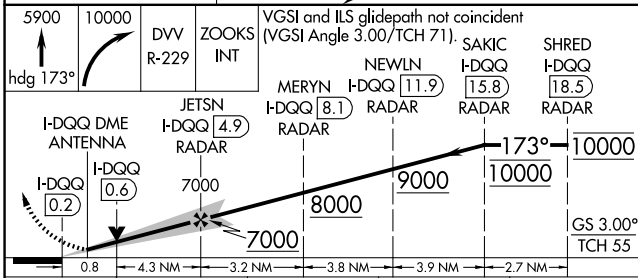 5900
hdg 173°
10000
DVV
R-229
ZOOKS
INT
VGSI and ILS glidepath not coincident
(VGSI Angle 3.00/TCH 71).
SHRED
I-DQQ 18.5
RADAR
SAKIC
I-DQQ
15.8
RADAR
NEWLN
I-DQQ 11.9
RADAR
MERYN
I-DQQ 8.1
RADAR
JETSN
I-DQQ 4.9
RADAR
I-DQQ DME
ANTENNA
I-DQQ
0.6
I-DQQ
0.2
7000
7000
8000
9000
173°
10000
10000
GS 3.00°
TCH 55
0.8
4.3 NM
3.2 NM
3.8 NM
3.9 NM
2.7 NM